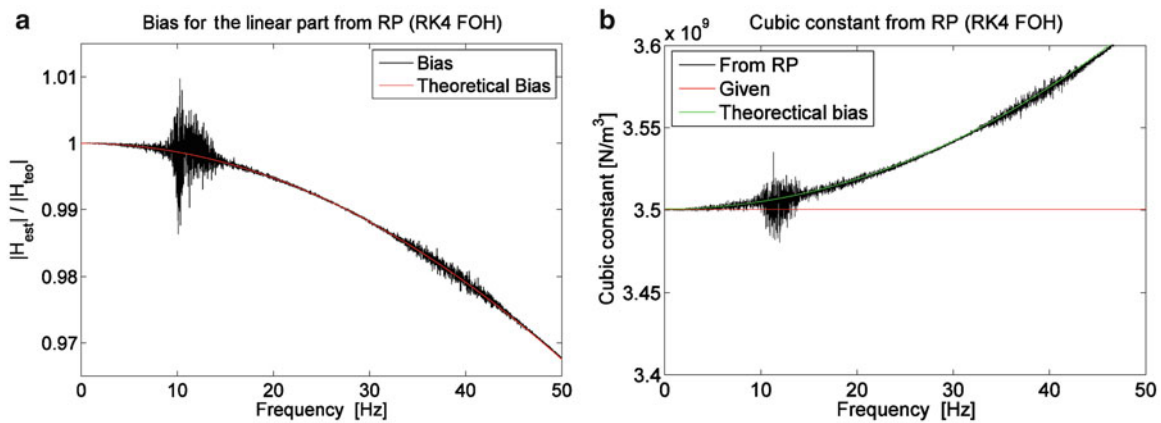 a
Bias for the linear part from RP (RK4 FOH)
|H_est| / |H_teo|
1.01
1
0.99
0.98
0.97
Bias
Theoretical Bias
0 10 20 30 40 50
Frequency [Hz]
b
Cubic constant from RP (RK4 FOH)
x 10^9
Cubic constant [N/m^3]
3.6
3.55
3.5
3.45
3.4
From RP
Given
Theorectical bias
0 10 20 30 40 50
Frequency [Hz]